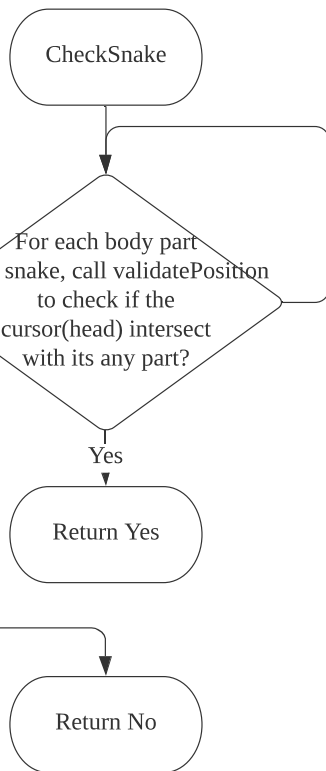 CheckSnake
For each body part
snake, call validatePosition
to check if the
cursor(head) intersect
with its any part?
Yes
Return Yes
Return No